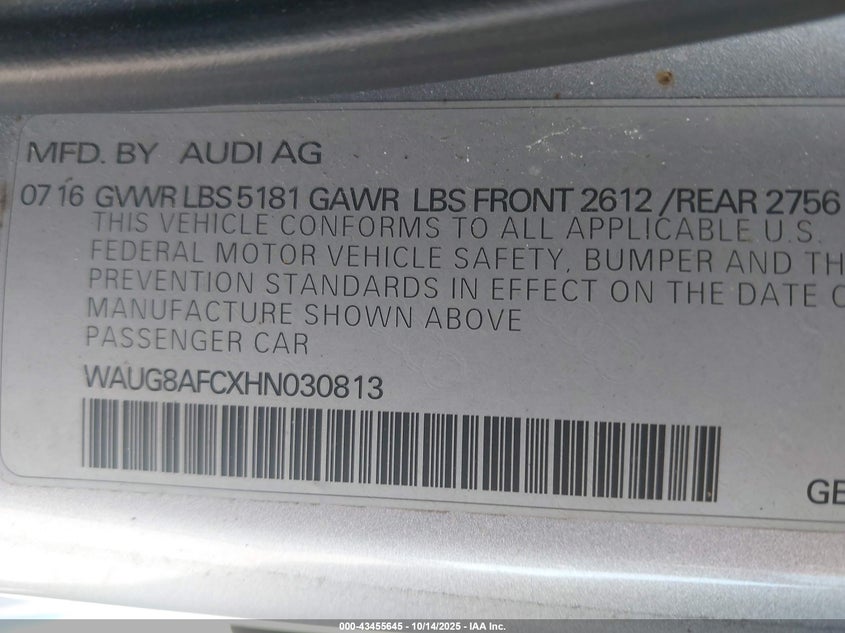 MFD. BY AUDI AG
07 16 GVWR LBS 5181 GAWR LBS FRONT 2612 /REAR 2756
THIS VEHICLE CONFORMS TO ALL APPLICABLE U.S.
FEDERAL MOTOR VEHICLE SAFETY, BUMPER AND TH
PREVENTION STANDARDS IN EFFECT ON THE DATE O
MANUFACTURE SHOWN ABOVE
PASSENGER CAR
WAUG8AFCXHN030813
GE
000-43455645 - 10/14/2025 - IAA Inc.